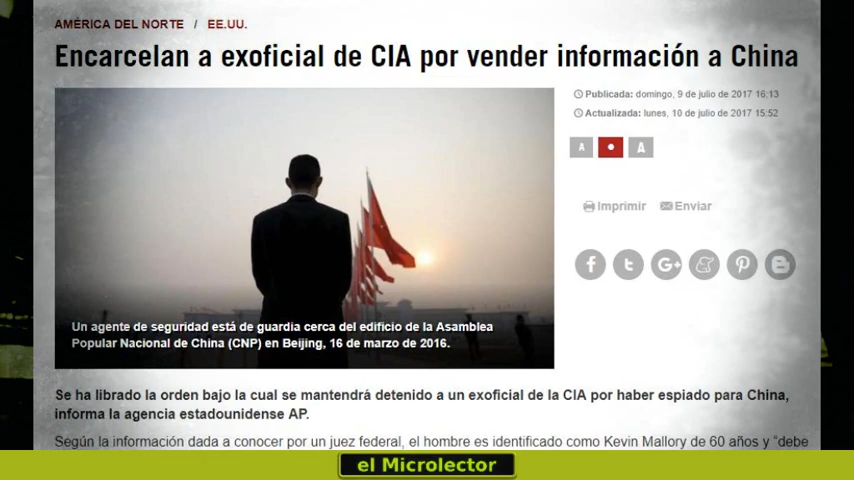 AMÉRICA DEL NORTE / EE.UU.
Encarcelan a exoficial de CIA por vender información a China
Publicada: domingo, 9 de julio de 2017 16:13
Actualizada: lunes, 10 de julio de 2017 15:52
A A
Imprimir Enviar
Un agente de seguridad está de guardia cerca del edificio de la Asamblea
Popular Nacional de China (CNP) en Beijing, 16 de marzo de 2016.
Se ha librado la orden bajo la cual se mantendrá detenido a un exoficial de la CIA por haber espiado para China,
informa la agencia estadounidense AP.
Según la información dada a conocer por un juez federal, el hombre es identificado como Kevin Mallory de 60 años y “debe
el Microlector